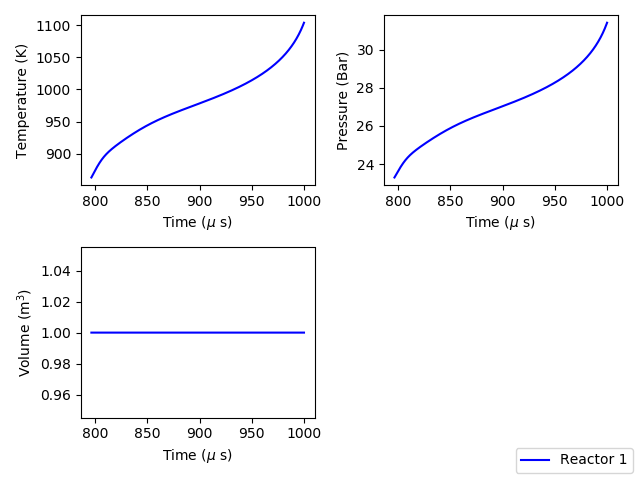 Temperature (K)
1100
1050
1000
950
900
800 850 900 950 1000
Time (μ s)
Pressure (Bar)
30
28
26
24
800 850 900 950 1000
Time (μ s)
Volume (m³)
1.04
1.02
1.00
0.98
0.96
800 850 900 950 1000
Time (μ s)
Reactor 1